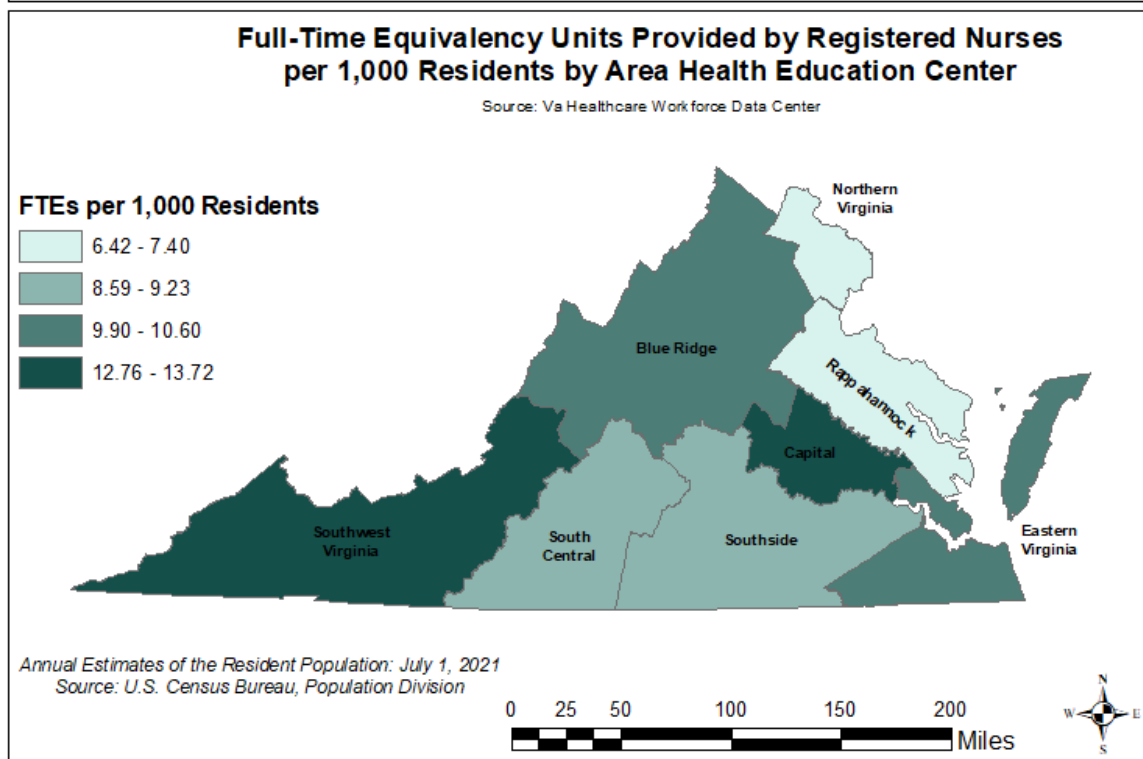 Full-Time Equivalency Units Provided by Registered Nurses
per 1,000 Residents by Area Health Education Center
Source: Va Healthcare Workforce Data Center
FTEs per 1,000 Residents
6.42 - 7.40
8.59 - 9.23
9.90 - 10.60
12.76 - 13.72
Northern
Virginia
Blue Ridge
Rappahannock
Capital
Southwest
Virginia
South
Central
Southside
Eastern
Virginia
Annual Estimates of the Resident Population: July 1, 2021
Source: U.S. Census Bureau, Population Division
0 25 50 100 150 200
Miles
N
W E
S